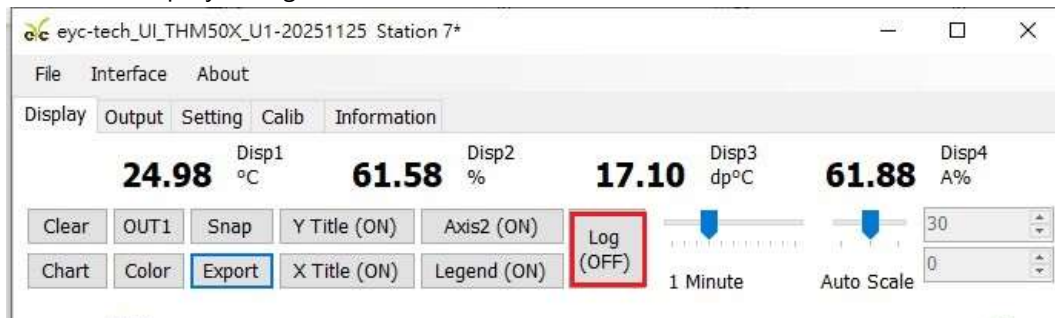 eyc-tech_UI_THM50X_U1-20251125 Station 7*
File Interface About
Display Output Setting Calib Information
24.98 Disp1 °C 61.58 Disp2 % 17.10 Disp3 dp°C 61.88 Disp4 A%
Clear OUT1 Snap Y Title (ON) Axis2 (ON) Log (OFF) 30
Chart Color Export X Title (ON) Legend (ON) 1 Minute Auto Scale 0